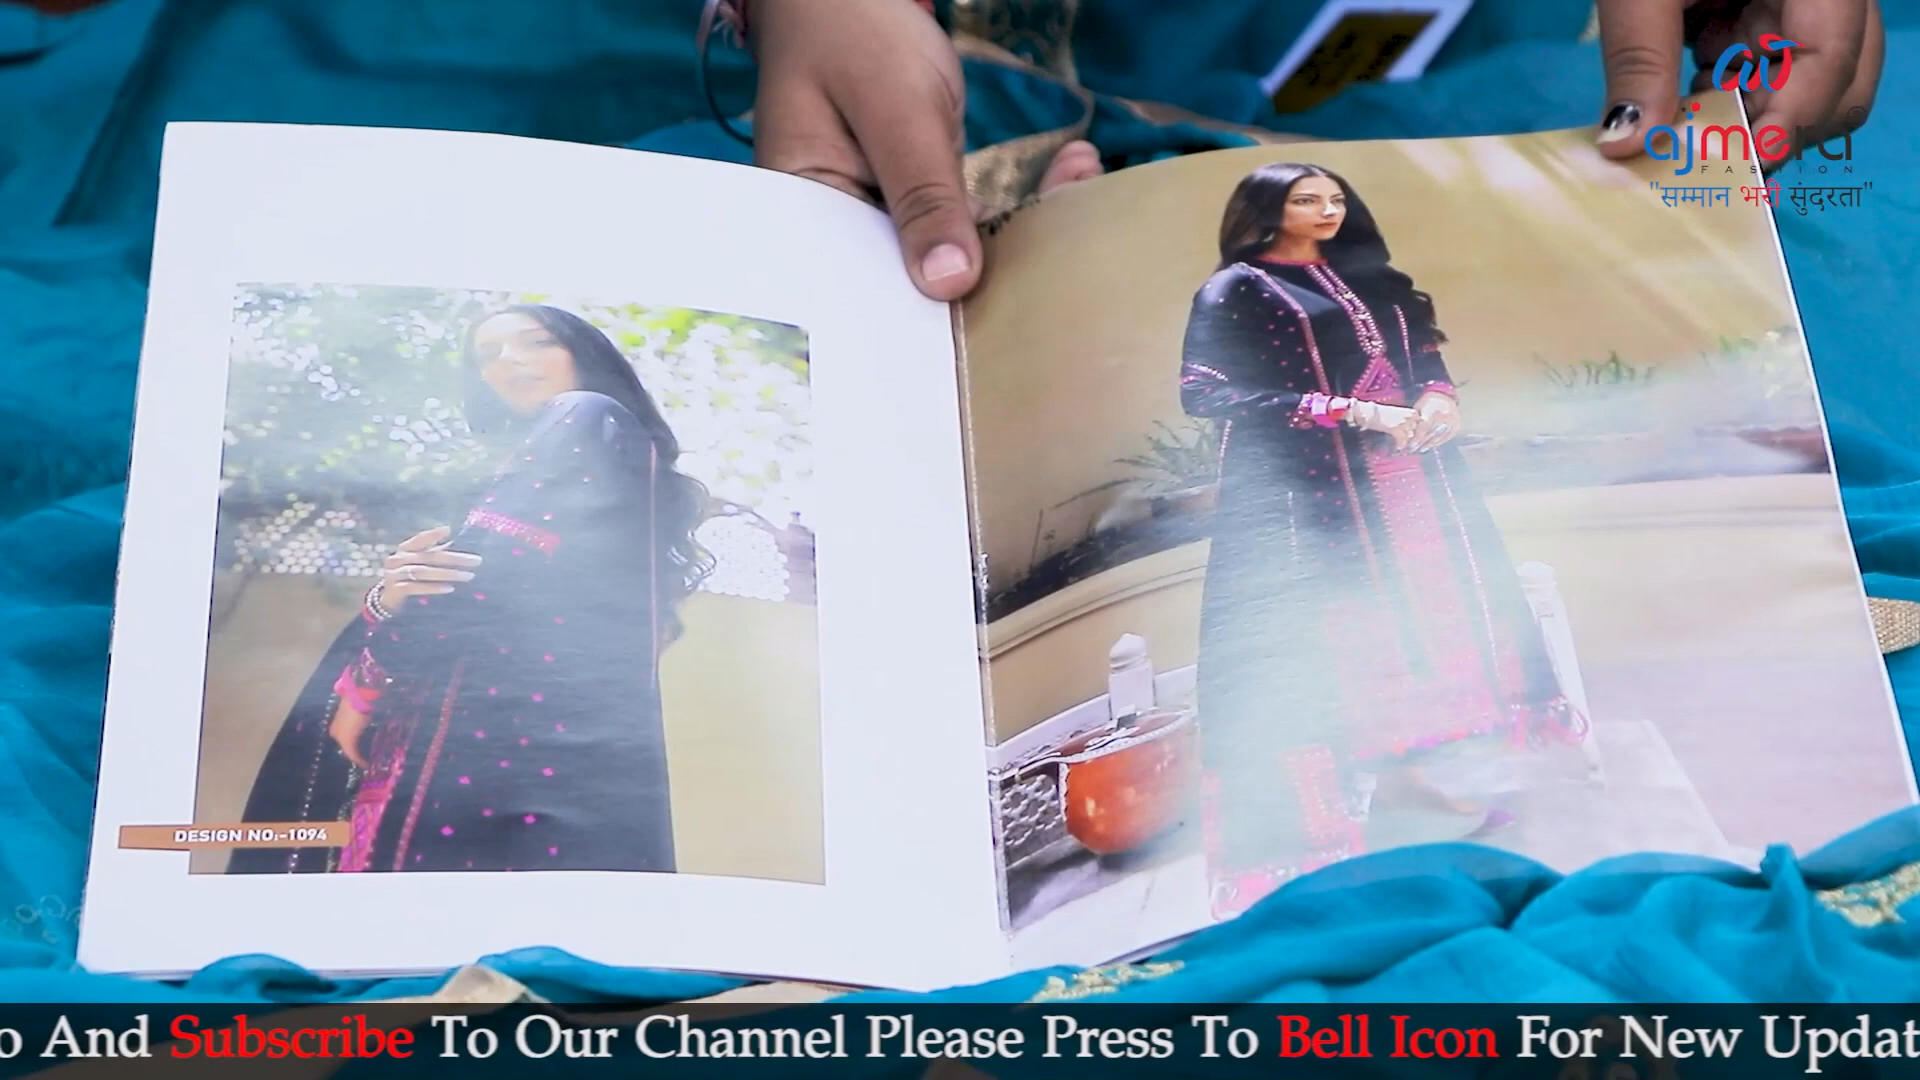 ajmera
FASHION
"सम्मान भरी सुंदरता"
DESIGN NO:-1094
And Subscribe To Our Channel Please Press To Bell Icon For New